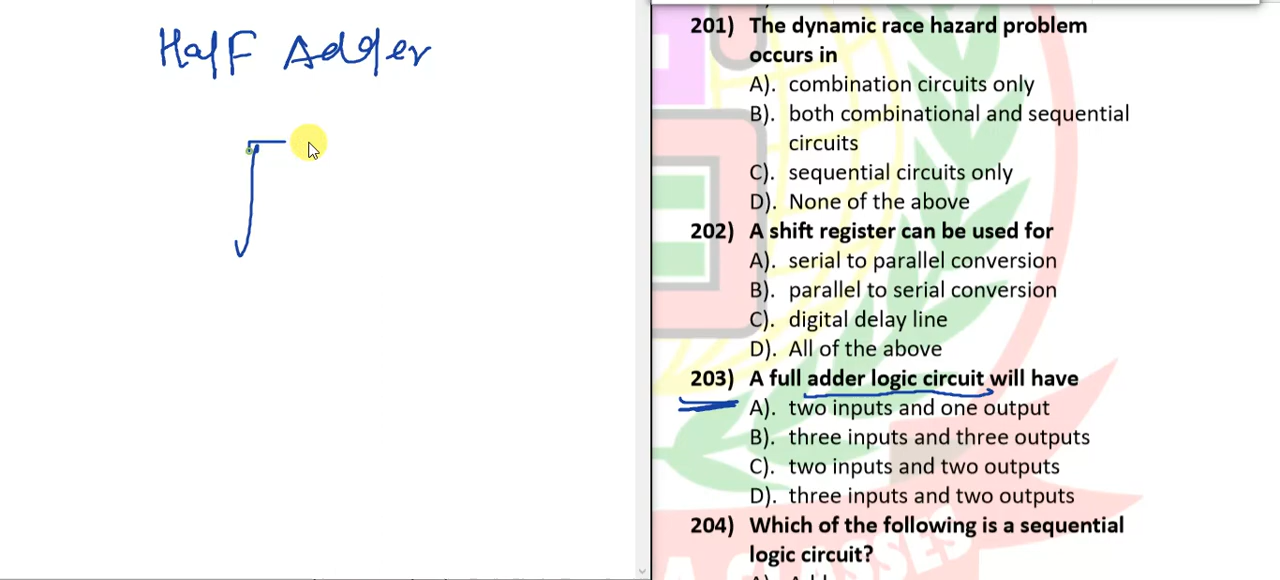 Half Adder
201) The dynamic race hazard problem
occurs in
A). combination circuits only
B). both combinational and sequential
circuits
C). sequential circuits only
D). None of the above
202) A shift register can be used for
A). serial to parallel conversion
B). parallel to serial conversion
C). digital delay line
D). All of the above
203) A full adder logic circuit will have
A). two inputs and one output
B). three inputs and three outputs
C). two inputs and two outputs
D). three inputs and two outputs
204) Which of the following is a sequential
logic circuit?